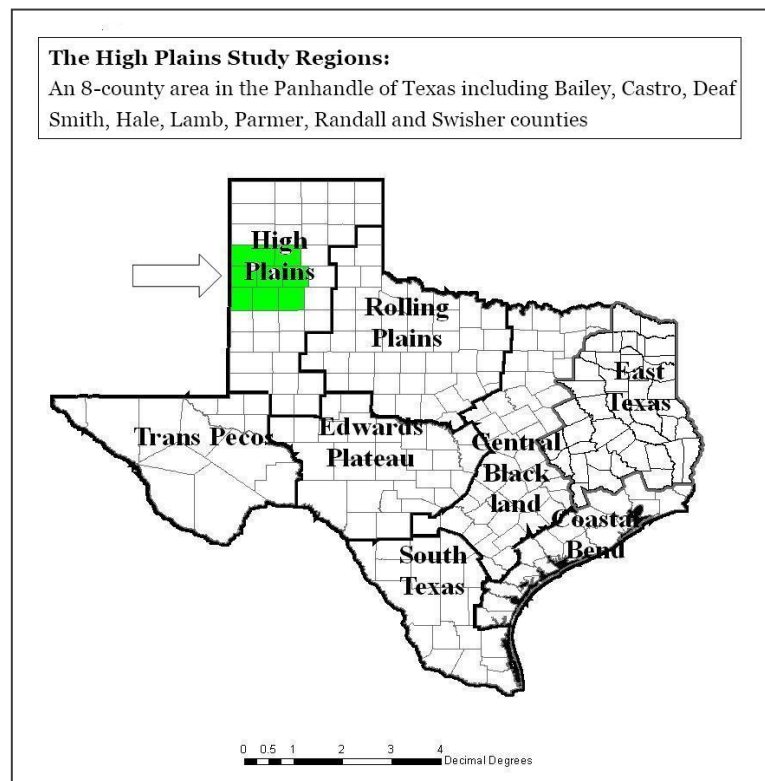 The High Plains Study Regions:
An 8-county area in the Panhandle of Texas including Bailey, Castro, Deaf
Smith, Hale, Lamb, Parmer, Randall and Swisher counties
High
Plains
Rolling
Plains
East
Texas
Trans Pecos
Edwards
Plateau
Central
Black
land
Coastal
Bend
South
Texas
0 0.5 1 2 3 4
Decimal Degrees